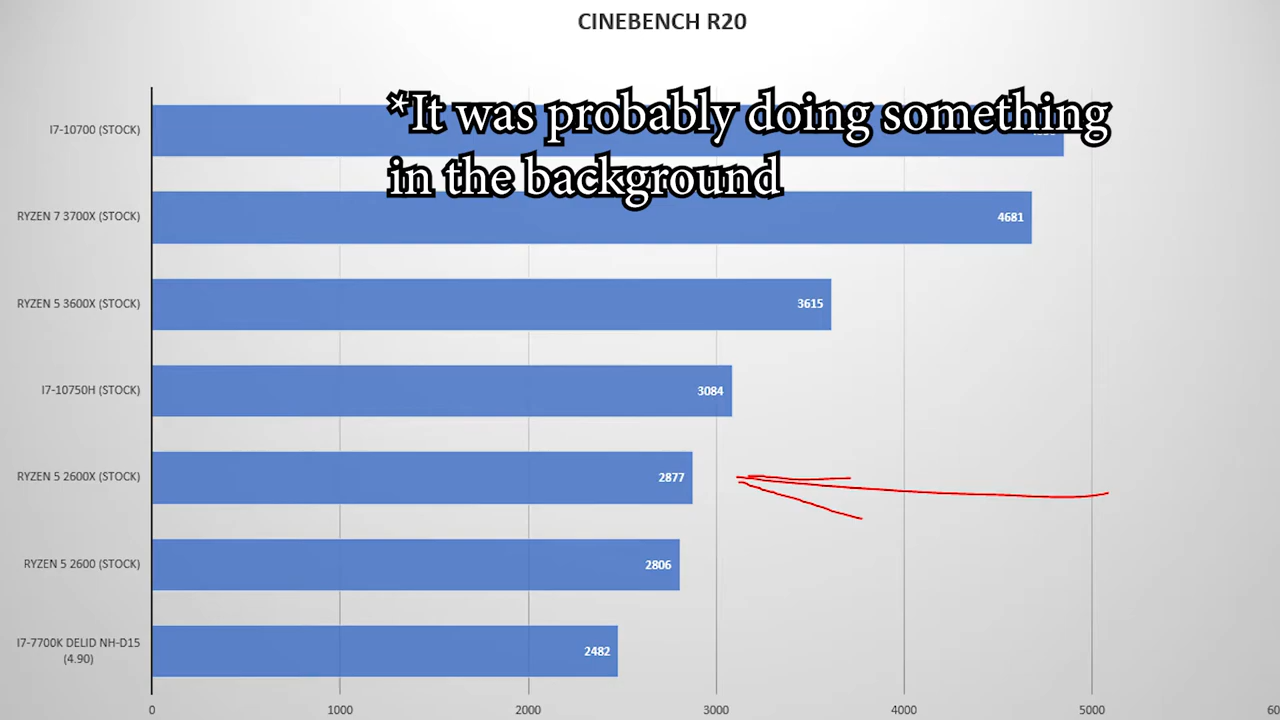 CINEBENCH R20
*It was probably doing something
in the background
I7-10700 (STOCK)
RYZEN 7 3700X (STOCK)
4681
RYZEN 5 3600X (STOCK)
3615
I7-10750H (STOCK)
3084
RYZEN 5 2600X (STOCK)
2877
RYZEN 5 2600 (STOCK)
2806
I7-7700K DELID NH-D15
(4.90)
2482
0
1000
2000
3000
4000
5000
60